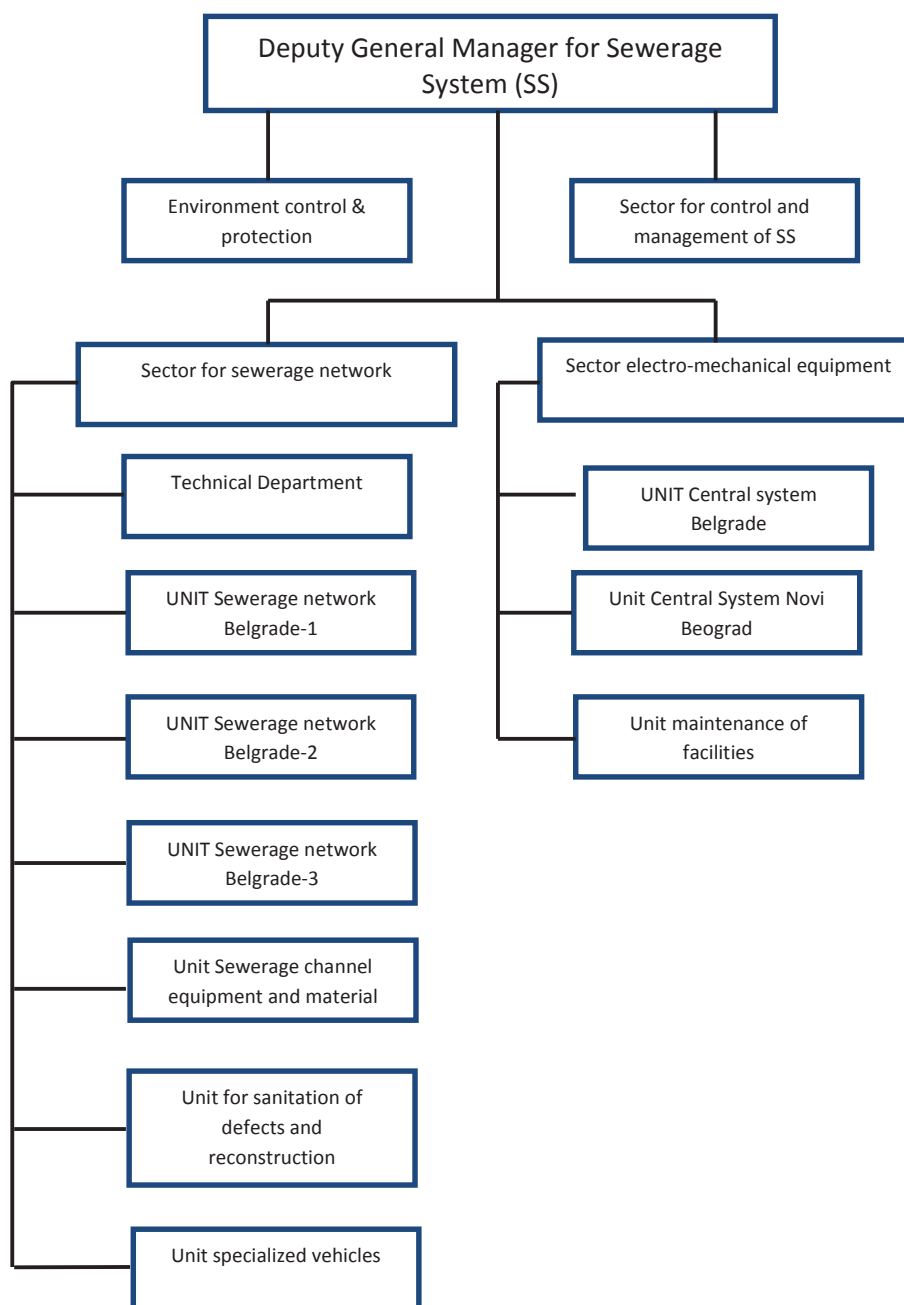 Deputy General Manager for Sewerage
System (SS)
Environment control &
protection
Sector for control and
management of SS
Sector for sewerage network
Sector electro-mechanical equipment
Technical Department
UNIT Sewerage network
Belgrade-1
UNIT Sewerage network
Belgrade-2
UNIT Sewerage network
Belgrade-3
Unit Sewerage channel
equipment and material
Unit for sanitation of
defects and
reconstruction
Unit specialized vehicles
UNIT Central system
Belgrade
Unit Central System Novi
Beograd
Unit maintenance of
facilities